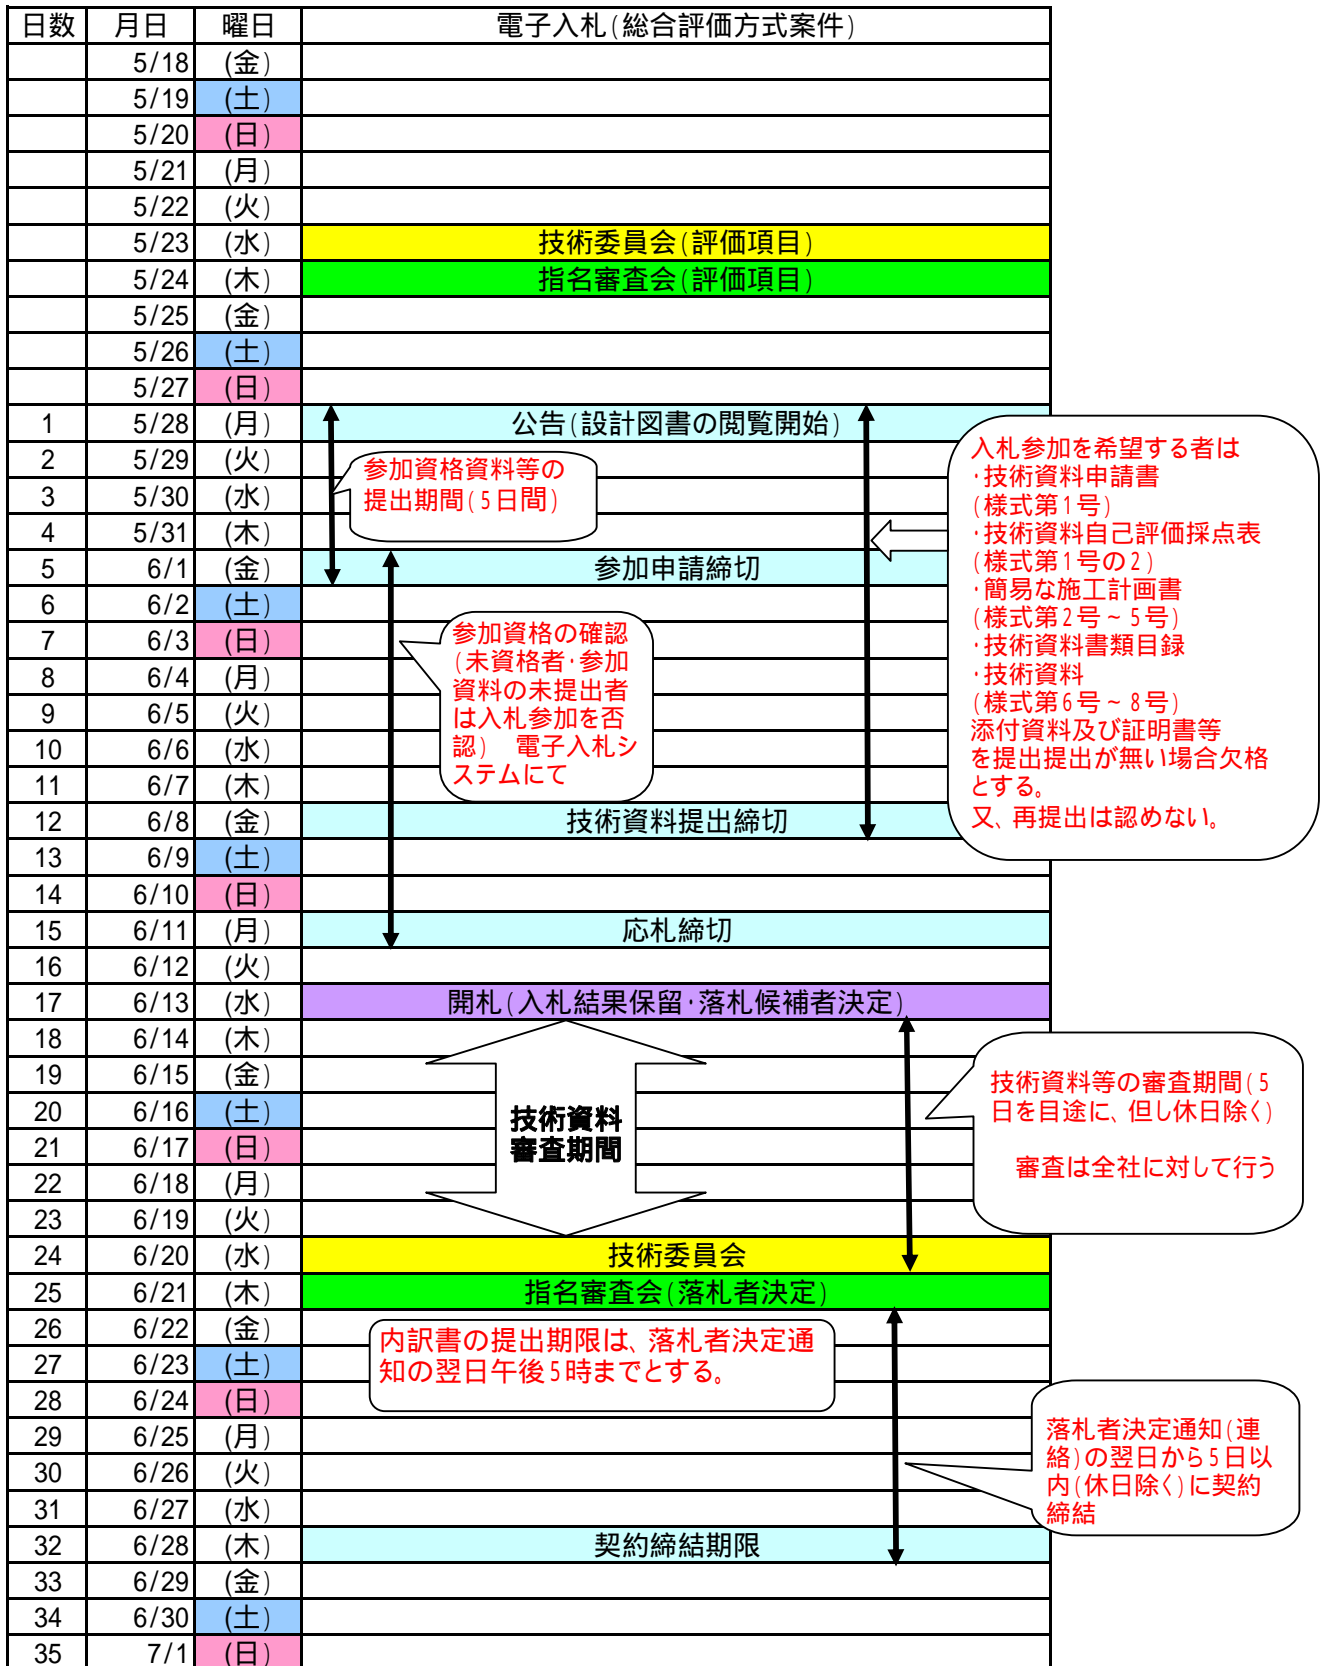 日数 月日 曜日 電子入札(総合評価方式案件)
5/18 (金)
5/19 (土)
5/20 (日)
5/21 (月)
5/22 (火)
5/23 (水) 技術委員会(評価項目)
5/24 (木) 指名審査会(評価項目)
5/25 (金)
5/26 (土)
5/27 (日)
1 5/28 (月) 公告(設計図書の閲覧開始)
2 5/29 (火)
3 5/30 (水)
4 5/31 (木)
5 6/1 (金) 参加申請締切
6 6/2 (土)
7 6/3 (日)
8 6/4 (月)
9 6/5 (火)
10 6/6 (水)
11 6/7 (木)
12 6/8 (金) 技術資料提出締切
13 6/9 (土)
14 6/10 (日)
15 6/11 (月) 応札締切
16 6/12 (火)
17 6/13 (水) 開札(入札結果保留・落札候補者決定)
18 6/14 (木)
19 6/15 (金)
20 6/16 (土)
21 6/17 (日)
22 6/18 (月)
23 6/19 (火)
24 6/20 (水) 技術委員会
25 6/21 (木) 指名審査会(落札者決定)
26 6/22 (金)
27 6/23 (土)
28 6/24 (日)
29 6/25 (月)
30 6/26 (火)
31 6/27 (水)
32 6/28 (木) 契約締結期限
33 6/29 (金)
34 6/30 (土)
35 7/1 (日)
参加資格資料等の
提出期間(5日間)
入札参加を希望する者は
・技術資料申請書
(様式第1号)
・技術資料自己評価採点表
(様式第1号の2)
・簡易な施工計画書
(様式第2号~5号)
・技術資料書類目録
・技術資料
(様式第6号~8号)
添付資料及び証明書等
を提出提出が無い場合欠格
とする。
又、再提出は認めない。
参加資格の確認
(未資格者・参加
資料の未提出者
は入札参加を否
認) 電子入札シ
ステムにて
技術資料
審査期間
技術資料等の審査期間(5
日を目途に、但し休日除く)
審査は全社に対して行う
内訳書の提出期限は、落札者決定通
知の翌日午後5時までとする。
落札者決定通知(連
絡)の翌日から5日以
内(休日除く)に契約
締結